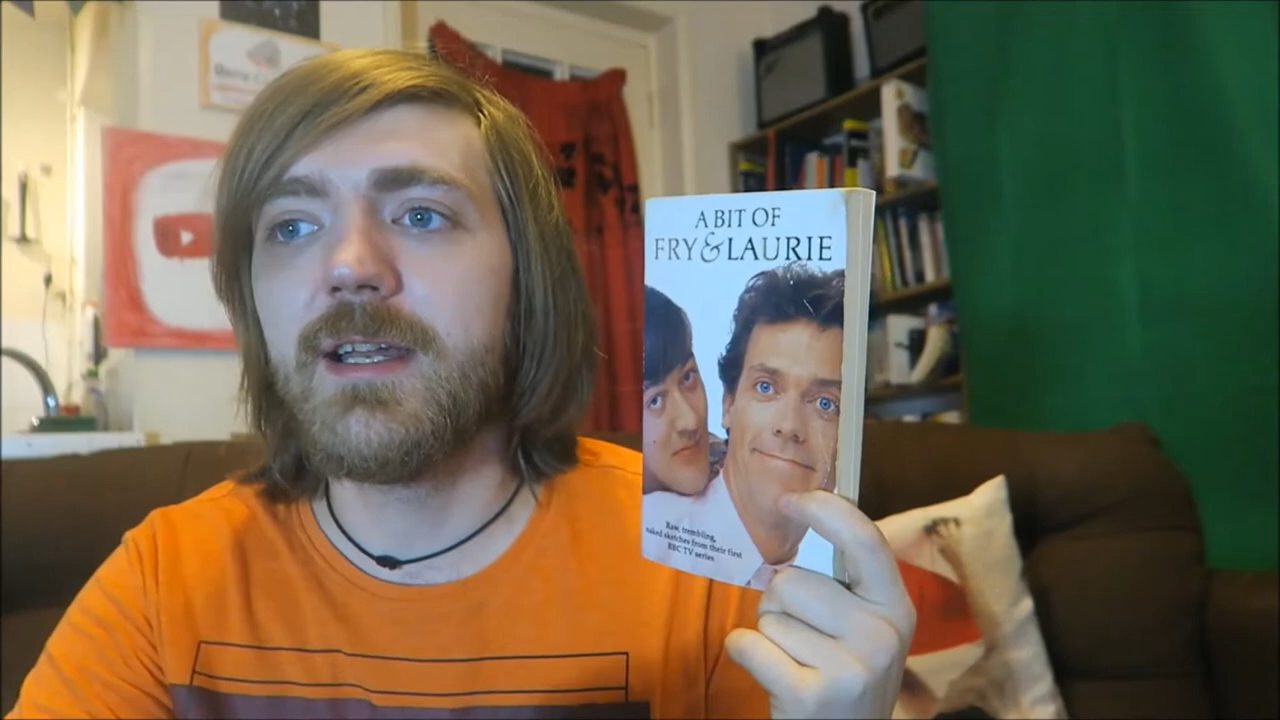 A BIT OF
FRY & LAURIE
Raw, trembling,
naked sketches from their first
BBC TV series